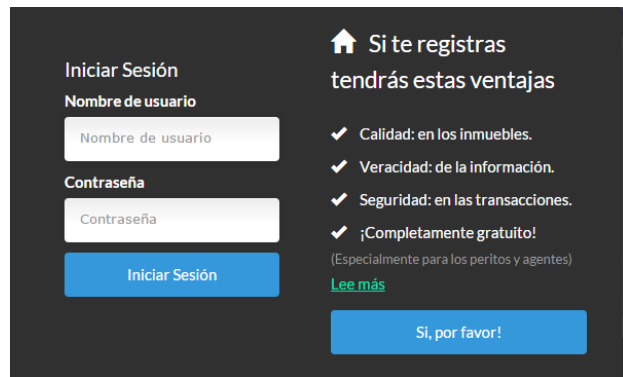 Iniciar Sesión
Nombre de usuario
Nombre de usuario
Contraseña
Contraseña
Iniciar Sesión
Si te registras
tendrás estas ventajas
Calidad: en los inmuebles.
Veracidad: de la información.
Seguridad: en las transacciones.
¡Completamente gratuito!
(Especialmente para los peritos y agentes)
Lee más
Si, por favor!